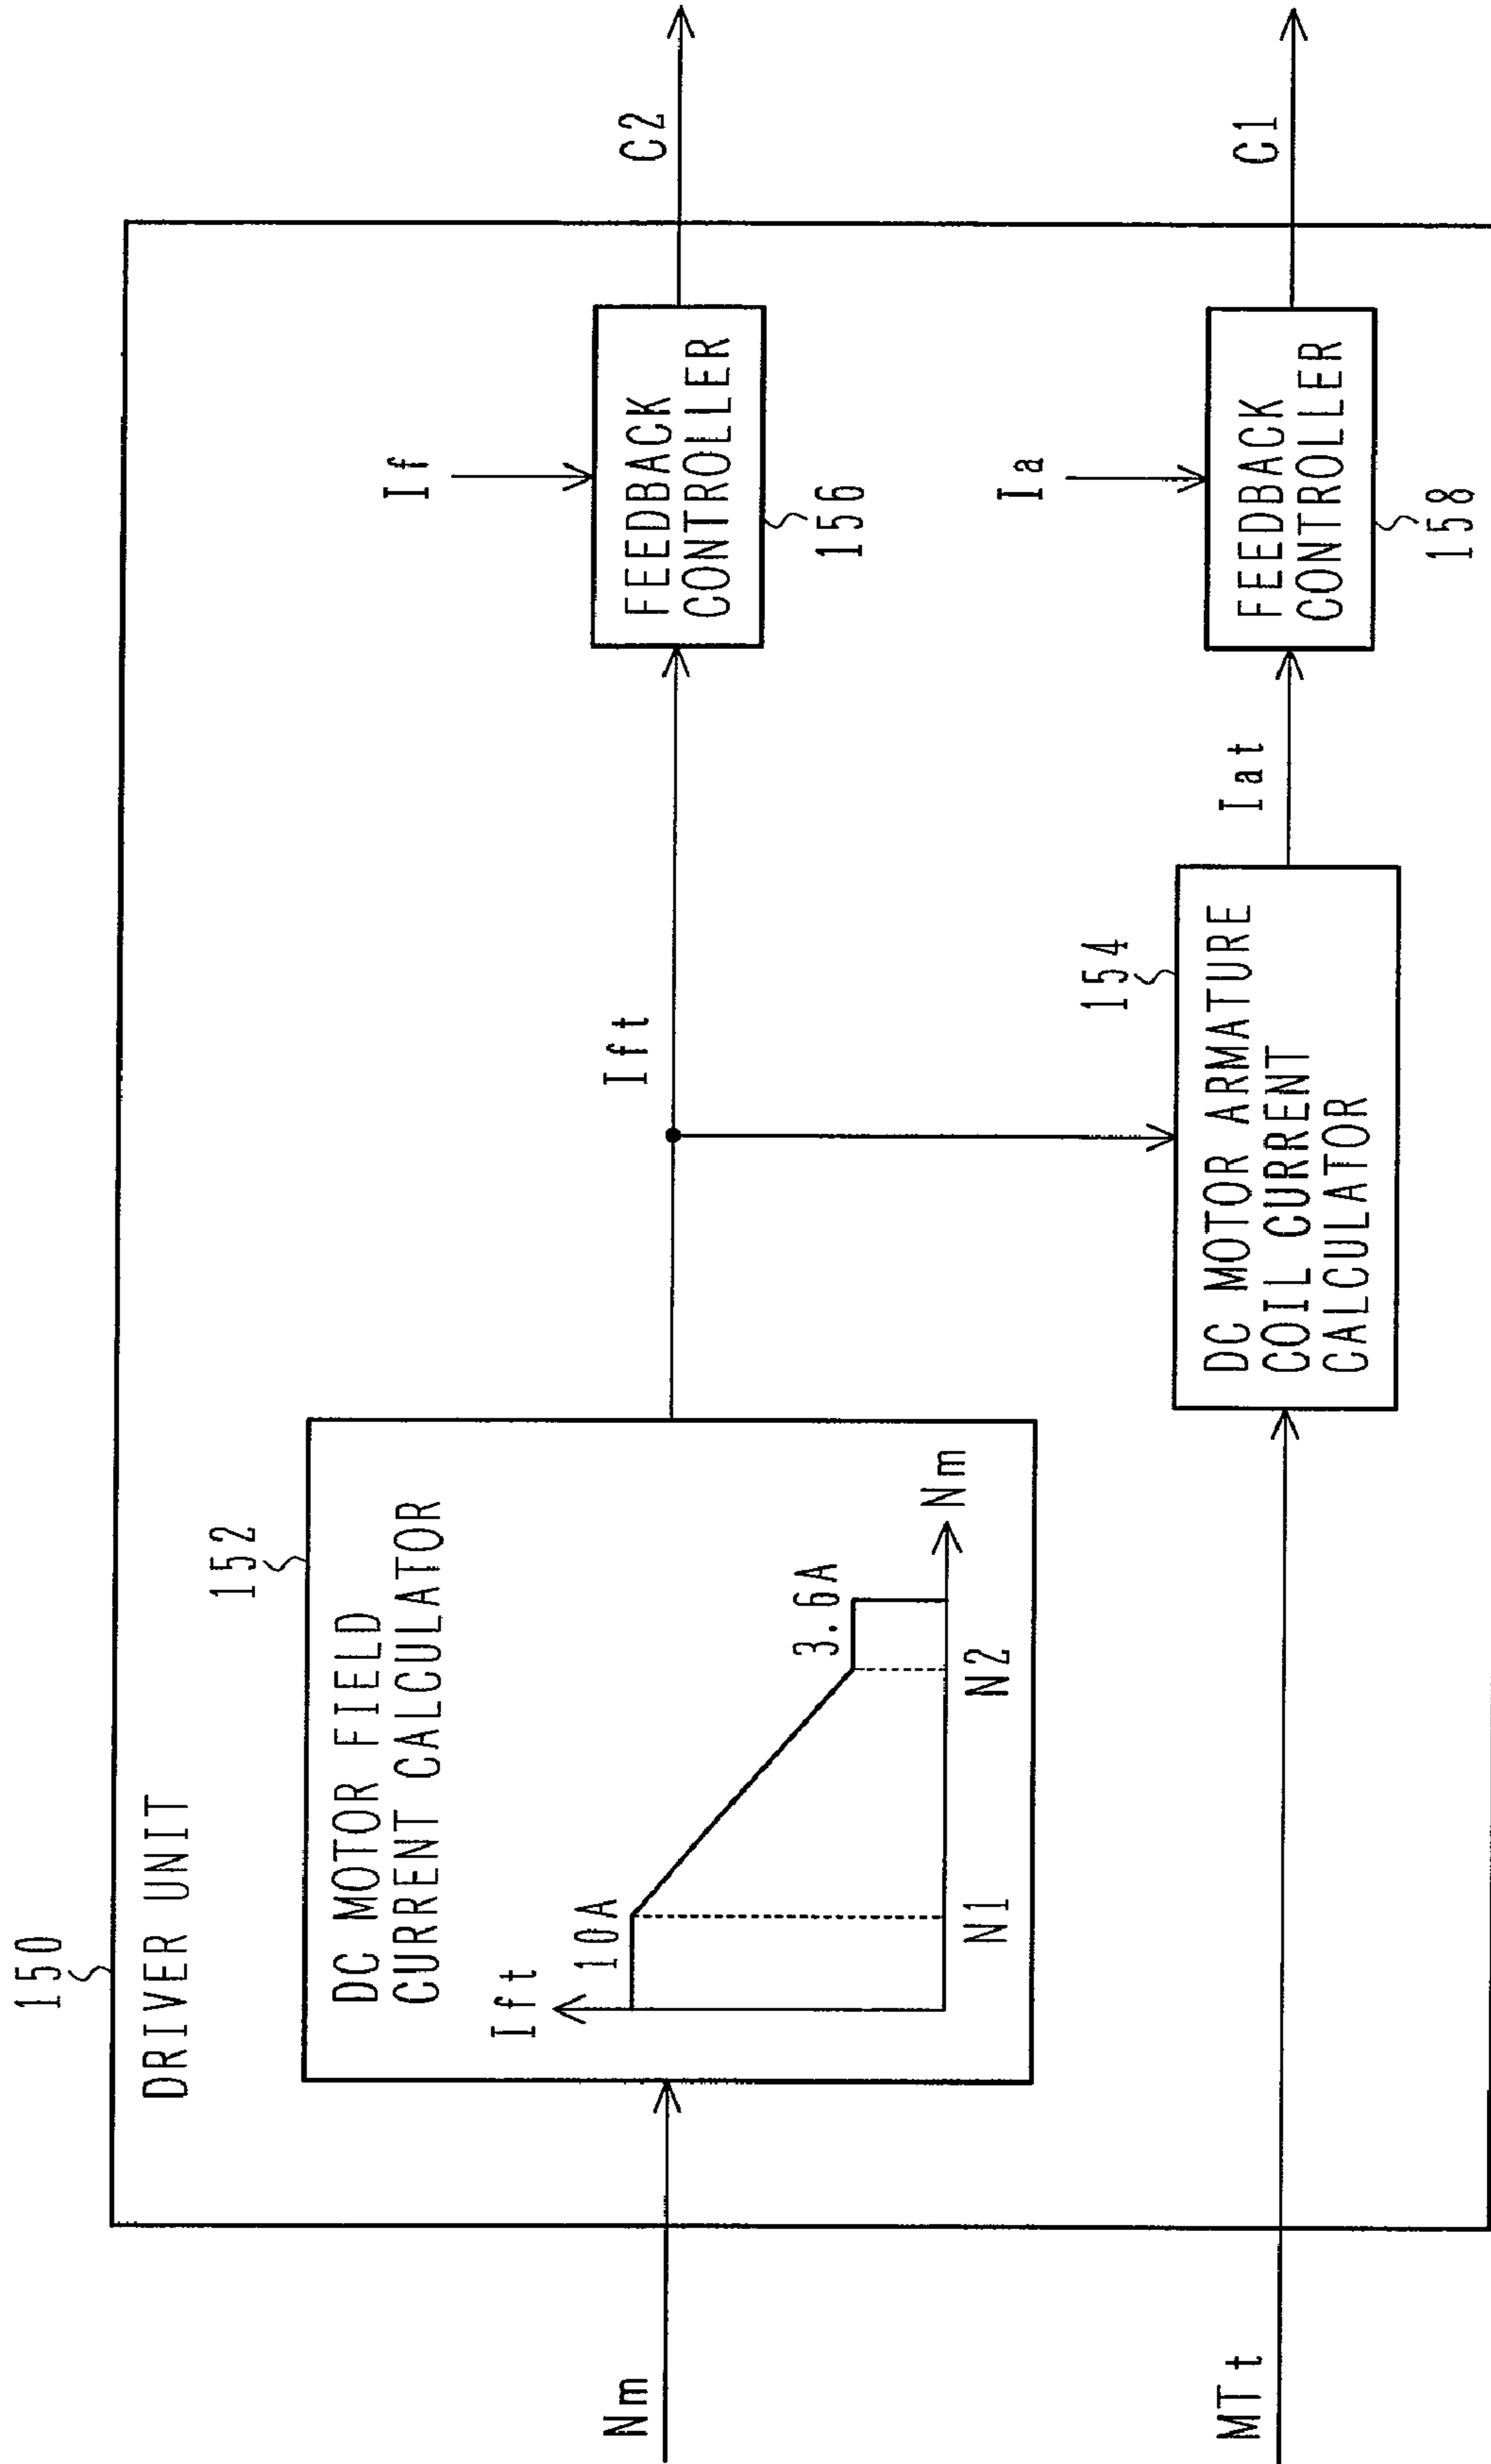 150
DRIVER UNIT
152
DC MOTOR FIELD
CURRENT CALCULATOR
Ift
10A
3.6A
N1
N2
Nm
Nm
Ift
If
FEEDBACK
CONTROLLER
156
C2
MTt
154
DC MOTOR ARMATURE
COIL CURRENT
CALCULATOR
Iat
Ia
FEEDBACK
CONTROLLER
158
C1